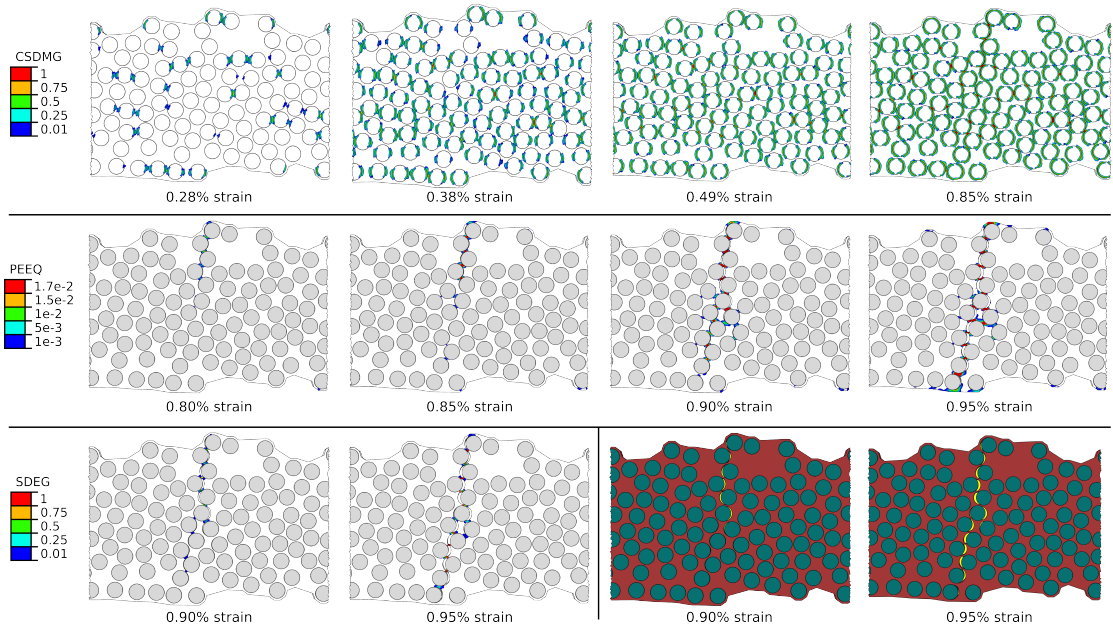 CSDMG
1
0.75
0.5
0.25
0.01
0.28% strain
0.38% strain
0.49% strain
0.85% strain
PEEQ
1.7e-2
1.5e-2
1e-2
5e-3
1e-3
0.80% strain
0.85% strain
0.90% strain
0.95% strain
SDEG
1
0.75
0.5
0.25
0.01
0.90% strain
0.95% strain
0.90% strain
0.95% strain